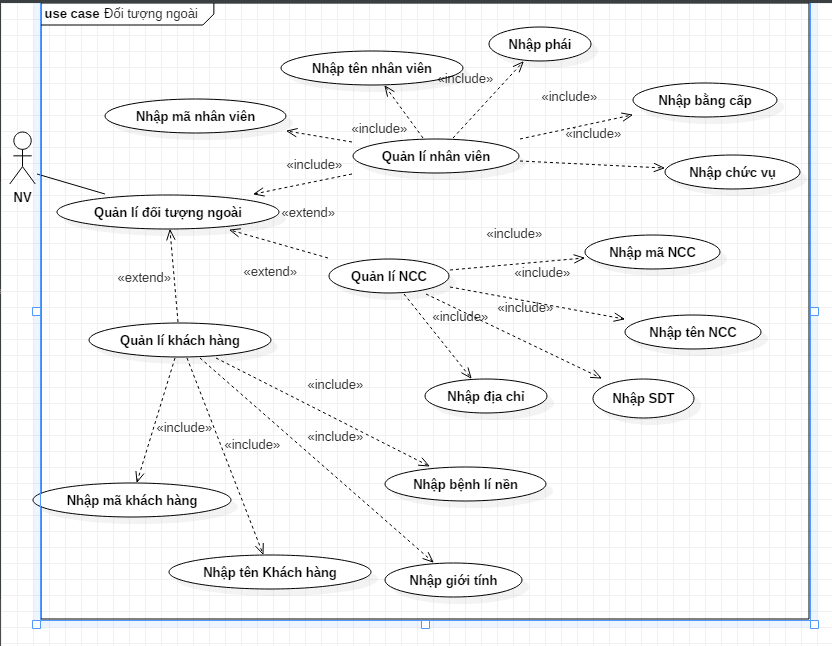 use case Đối tượng ngoài
Nhập phái
Nhập tên nhân viên
«include»
«include»
Nhập bằng cấp
Nhập mã nhân viên
«include»
«include»
Quản lí nhân viên
«include»
Nhập chức vụ
NV
Quản lí đối tượng ngoài
«extend»
«include»
Nhập mã NCC
«extend»
«extend»
Quản lí NCC
«include»
«include»
«include»
Nhập tên NCC
Quản lí khách hàng
«include»
Nhập địa chỉ
Nhập SDT
«include»
«include»
«include»
Nhập bệnh lí nền
Nhập mã khách hàng
Nhập tên Khách hàng
Nhập giới tính